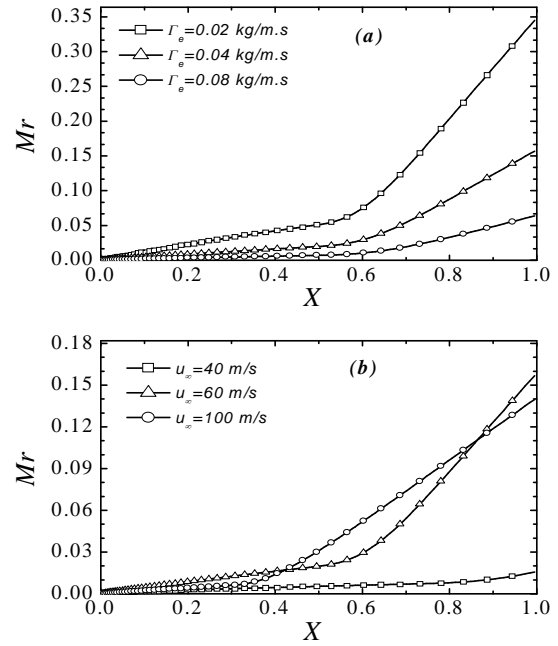 0.35
(a)
Γe=0.02 kg/m.s
0.30
Γe=0.04 kg/m.s
0.25
Γe=0.08 kg/m.s
0.20
Mr
0.15
0.10
0.05
0.00
0.0 0.2 0.4 0.6 0.8 1.0
X
0.18
(b)
u∞=40 m/s
0.15
u∞=60 m/s
u∞=100 m/s
0.12
Mr
0.09
0.06
0.03
0.00
0.0 0.2 0.4 0.6 0.8 1.0
X